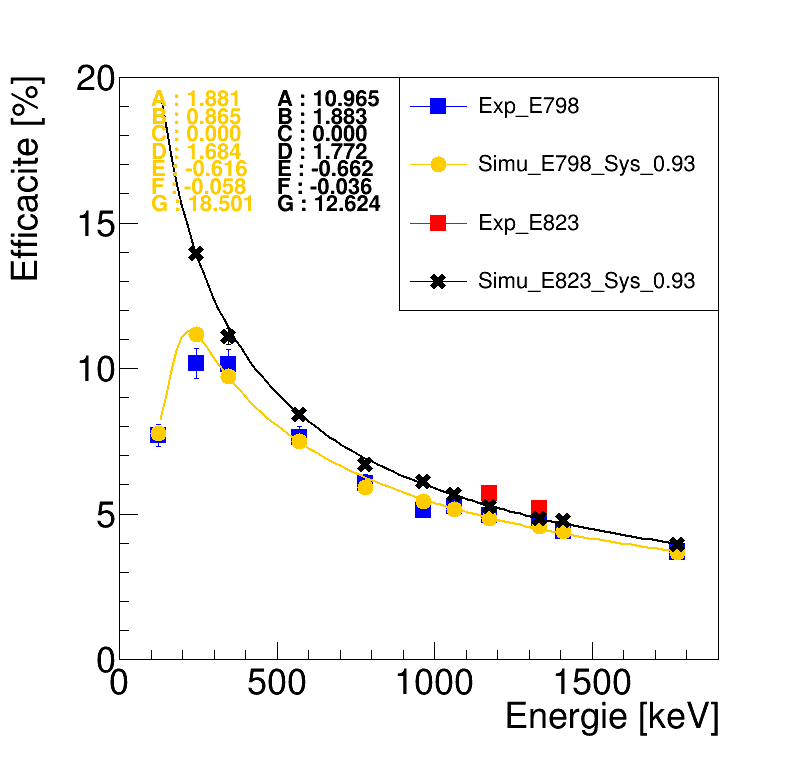 Efficacite [%]
20
15
10
5
0
A : 1.881
B : 0.865
C : 0.000
D : 1.684
E : -0.616
F : -0.058
G : 18.501
A : 10.965
B : 1.883
C : 0.000
D : 1.772
E : -0.662
F : -0.036
G : 12.624
Exp_E798
Simu_E798_Sys_0.93
Exp_E823
Simu_E823_Sys_0.93
0
500
1000
1500
Energie [keV]